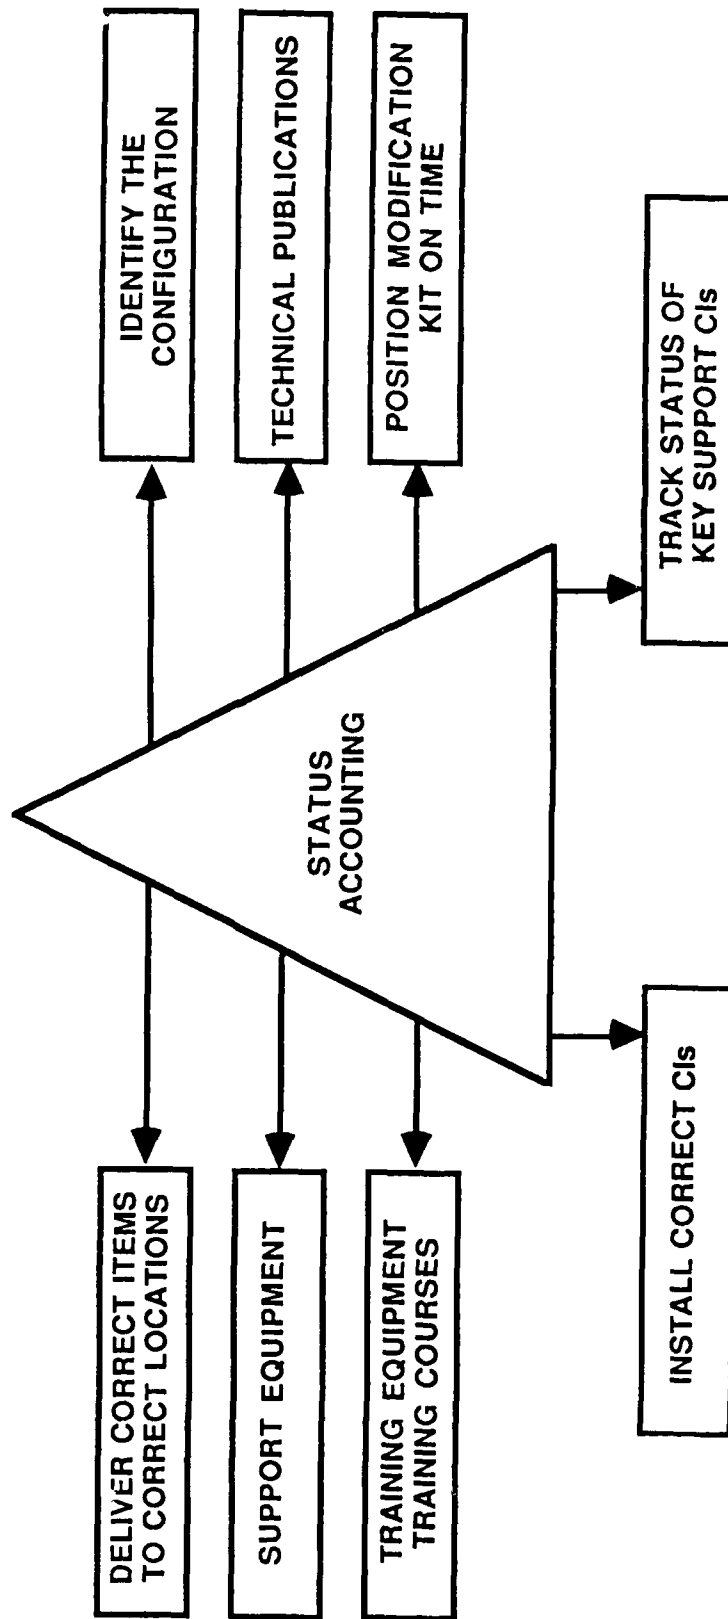 DELIVER CORRECT ITEMS
TO CORRECT LOCATIONS
IDENTIFY THE
CONFIGURATION
SUPPORT EQUIPMENT
TECHNICAL PUBLICATIONS
STATUS
ACCOUNTING
TRAINING EQUIPMENT
TRAINING COURSES
POSITION MODIFICATION
KIT ON TIME
INSTALL CORRECT CIs
TRACK STATUS OF
KEY SUPPORT CIs